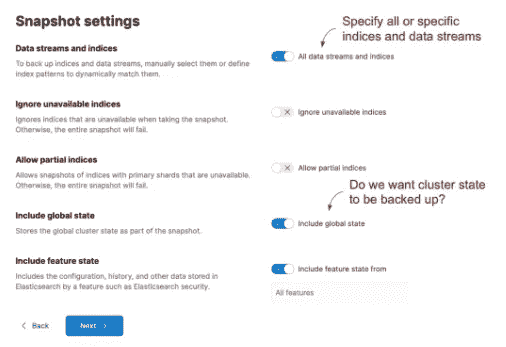 Snapshot settings
Specify all or specific
indices and data streams
Data streams and indices
To back up indices and data streams, manually select them or define
index patterns to dynamically match them.
All data streams and indices
Ignore unavailable indices
Ignores indices that are unavailable when taking the snapshot.
Otherwise, the entire snapshot will fail.
Ignore unavailable indices
Allow partial indices
Allows snapshots of indices with primary shards that are unavailable.
Otherwise, the entire snapshot will fail.
Allow partial indices
Do we want cluster state
to be backed up?
Include global state
Stores the global cluster state as part of the snapshot.
Include global state
Include feature state
Includes the configuration, history, and other data stored in
Elasticsearch by a feature such as Elasticsearch security.
Include feature state from
All features
Back
Next